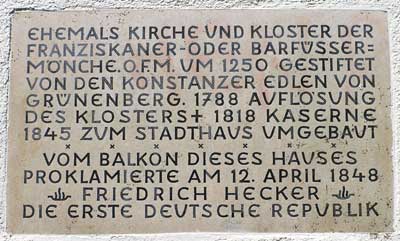 EHEMALS KIRCHE UND KLOSTER DER
FRANZISKANER-ODER BARFÜSSER=
MÖNCHE.O.F.M. UM 1250 GESTIFTET
VON DEN KONSTANZER EDLEN VON
GRÜNENBERG. 1788 AUFLÖSUNG
DES KLOSTERS + 1818 KASERNE
1845 ZUM STADTHAUS UMGEBAUT
VOM BALKON DIESES HAUSES
PROKLAMIERTE AM 12. APRIL 1848
FRIEDRICH HECKER
DIE ERSTE DEUTSCHE REPUBLIK